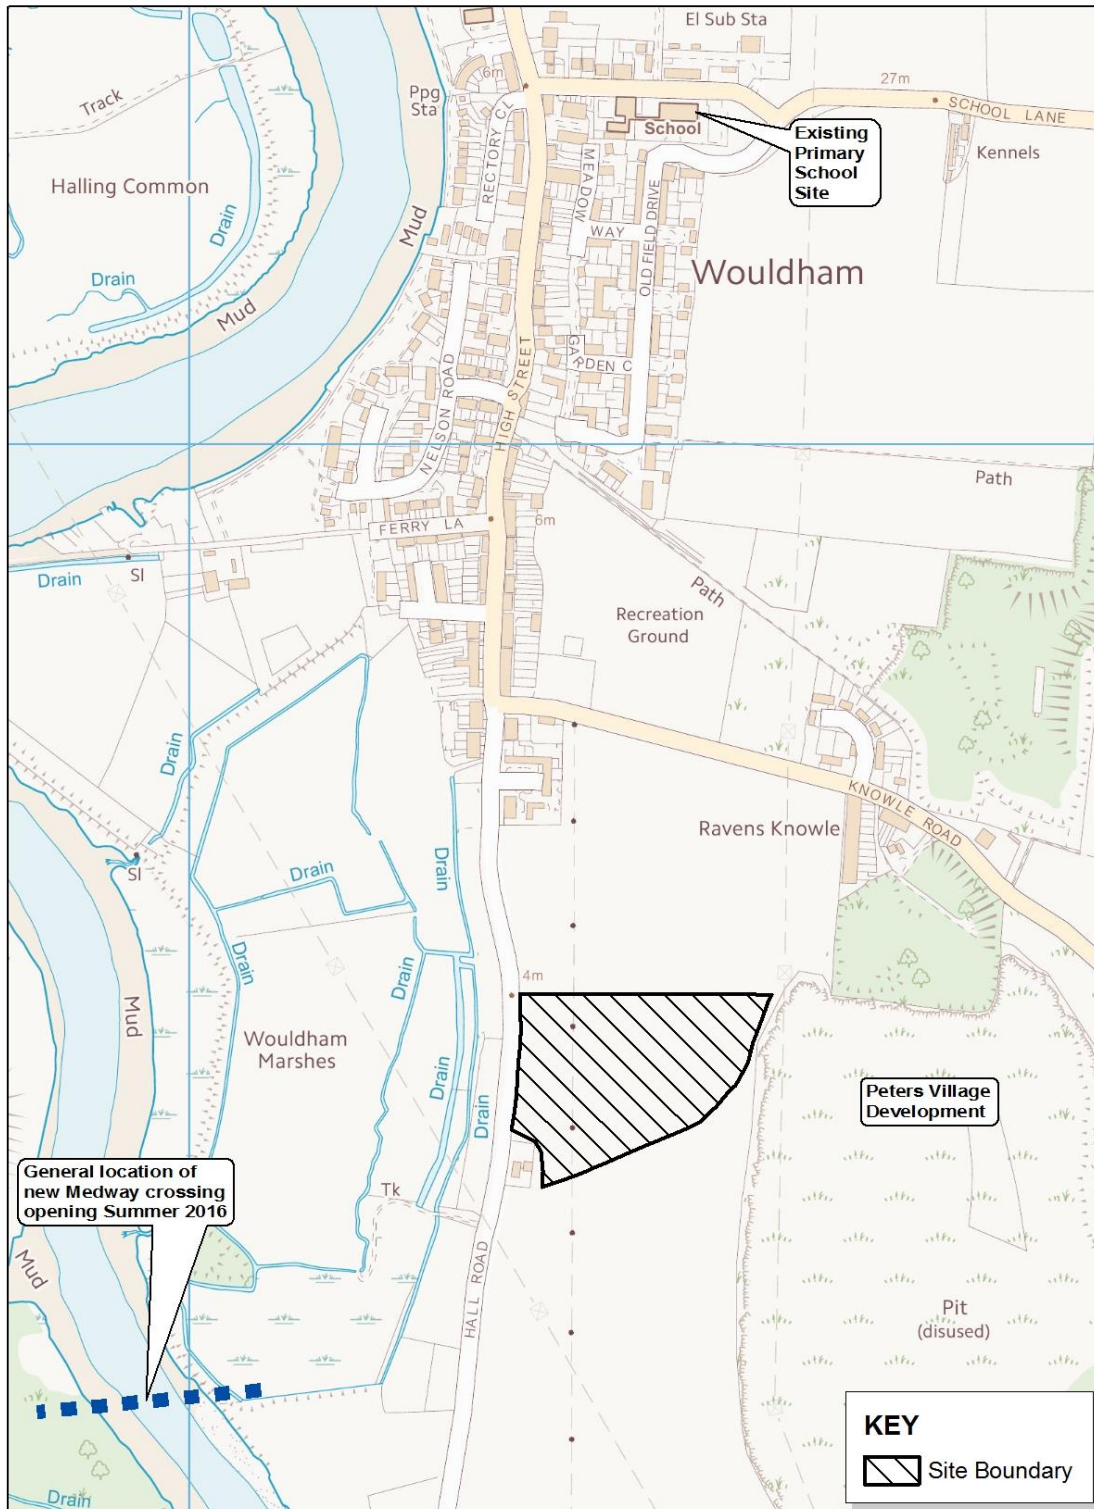 El Sub Sta
Track
Ppg
Sta
6m
27m
SCHOOL LANE
School
Existing
Primary
School
Site
Kennels
Halling Common
RECTORY CL
MEADOW
WAY
OLD FIELD DRIVE
Drain
Mud
Wouldham
Drain
Mud
GARDEN C
NELSON ROAD
HIGH STREET
Path
FERRY LA
6m
Drain
Sl
Path
Recreation
Ground
Drain
KNOWLE ROAD
Ravens Knowle
Sl
Drain
Drain
Drain
Drain
4m
Mud
Wouldham
Marshes
Drain
Drain
Peters Village
Development
General location of
new Medway crossing
opening Summer 2016
Tk
Mud
HALL ROAD
Pit
(disused)
KEY
Site Boundary
Drain